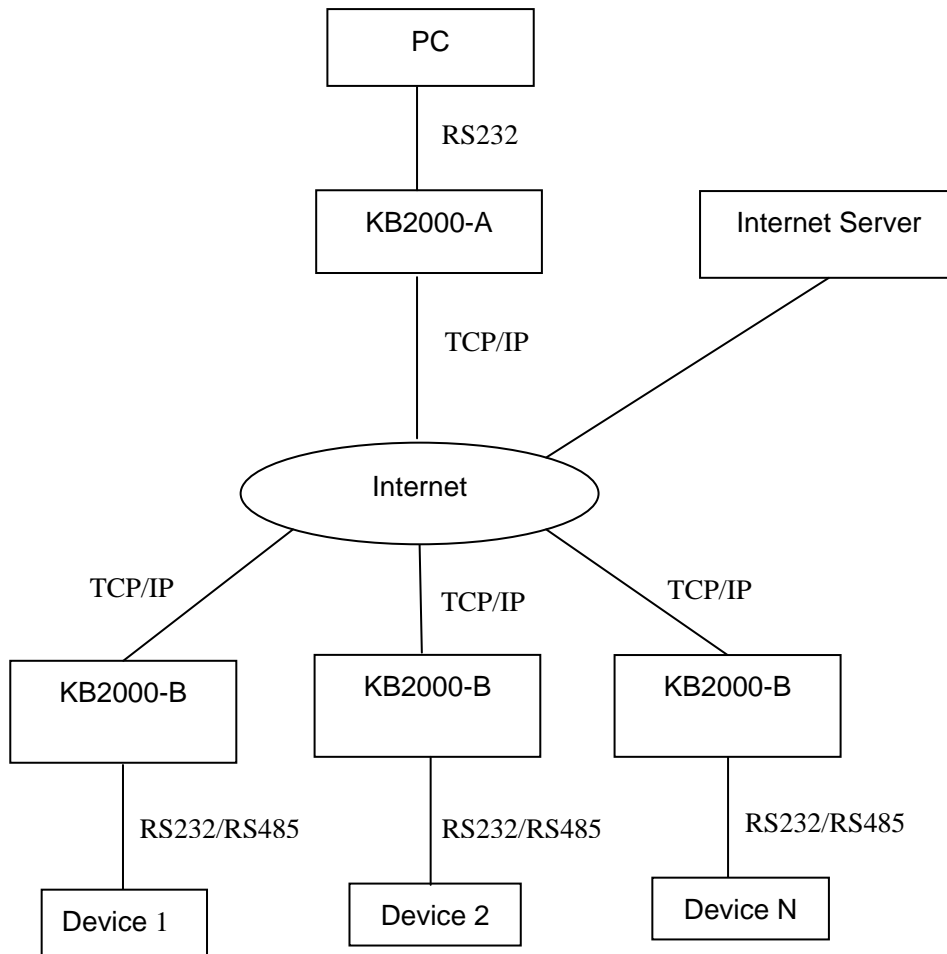 PC
RS232
KB2000-A
Internet Server
TCP/IP
Internet
TCP/IP
TCP/IP
TCP/IP
KB2000-B
KB2000-B
KB2000-B
RS232/RS485
RS232/RS485
RS232/RS485
Device 1
Device 2
Device N